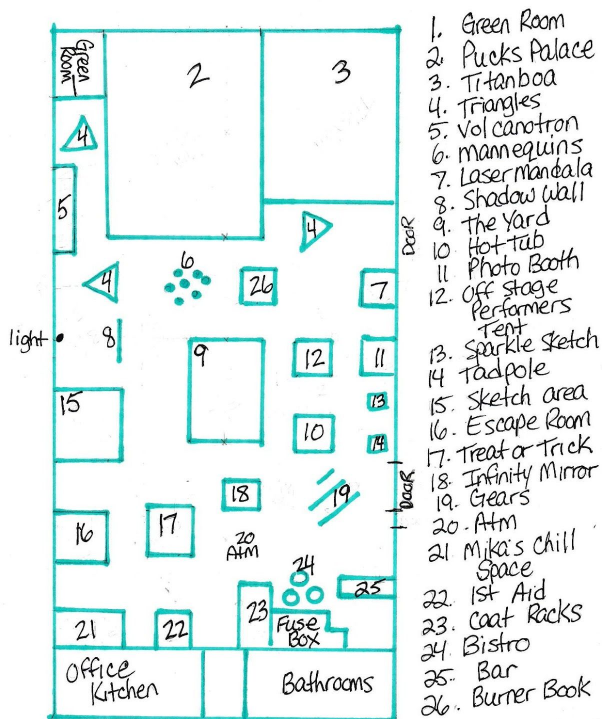 Green
Room
2
3
4
5
4
4
6
26
7
DOOR
light
8
9
12
11
15
13
10
14
18
19
DOOR
16
17
20
ATM
24
25
23
21
22
Fuse
Box
Office
Kitchen
Bathrooms
1. Green Room
2. Pucks Palace
3. Titanboa
4. Triangles
5. Volcanotron
6. mannequins
7. Laser Mandala
8. Shadow Wall
9. The Yard
10 Hot Tub
11 Photo Booth
12. Off Stage
Performers
Tent
13. Sparkle Sketch
14 Tadpole
15. Sketch area
16. Escape Room
17. Treat or Trick
18. Infinity Mirror
19. Gears
20. Atm
21 Mika's Chill
Space
22. 1st Aid
23. Coat Racks
24 Bistro
25. Bar
26. Burner Book